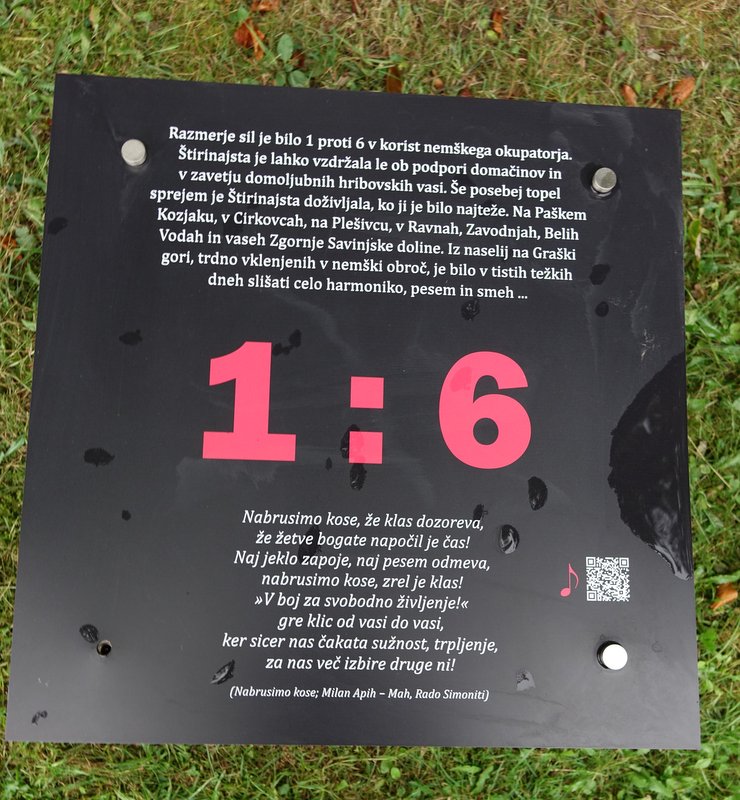 Razmerje sil je bilo 1 proti 6 v korist nemškega okupatorja.
Štirinajsta je lahko vzdržala le ob podpori domačinov in
v zavetju domoljubnih hribovskih vasi. Še posebej topel
sprejem je Štirinajsta doživljala, ko ji je bilo najteže. Na Paškem
Kozjaku, v Cirkovcah, na Plešivcu, v Ravnah, Zavodnjah, Belih
Vodah in vaseh Zgornje Savinjske doline. Iz naselij na Graški
gori, trdno vklenjenih v nemški obroč, je bilo v tistih težkih
dneh slišati celo harmoniko, pesem in smeh ...
1 : 6
Nabrusimo kose, že klas dozoreva,
že žetve bogate napočil je čas!
Naj jeklo zapoje, naj pesem odmeva,
nabrusimo kose, zrel je klas!
»V boj za svobodno življenje!«
gre klic od vasi do vasi,
ker sicer nas čakata sužnost, trpljenje,
za nas več izbire druge ni!
(Nabrusimo kose; Milan Apih – Mah, Rado Simoniti)